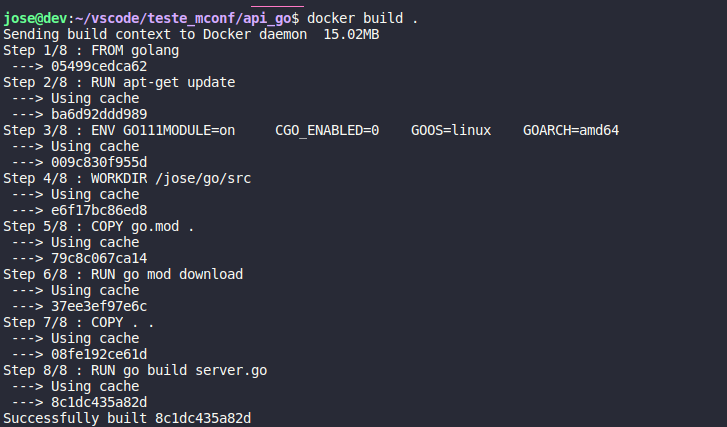 jose@dev:~/vscode/teste_mconf/api_go$ docker build .
Sending build context to Docker daemon  15.02MB
Step 1/8 : FROM golang
 ---> 05499cedca62
Step 2/8 : RUN apt-get update
 ---> Using cache
 ---> ba6d92ddd989
Step 3/8 : ENV GO111MODULE=on     CGO_ENABLED=0    GOOS=linux    GOARCH=amd64
 ---> Using cache
 ---> 009c830f955d
Step 4/8 : WORKDIR /jose/go/src
 ---> Using cache
 ---> e6f17bc86ed8
Step 5/8 : COPY go.mod .
 ---> Using cache
 ---> 79c8c067ca14
Step 6/8 : RUN go mod download
 ---> Using cache
 ---> 37ee3ef97e6c
Step 7/8 : COPY . .
 ---> Using cache
 ---> 08fe192ce61d
Step 8/8 : RUN go build server.go
 ---> Using cache
 ---> 8c1dc435a82d
Successfully built 8c1dc435a82d